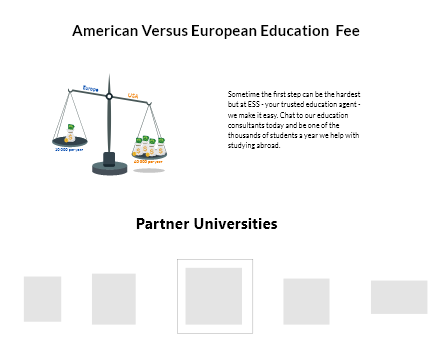 American Versus European Education Fee
Europe
USA
10 000 per year
40 000 per year
Sometime the first step can be the hardest
but at ESS - your trusted education agent -
we make it easy. Chat to our education
consultants today and be one of the
thousands of students a year we help with
studying abroad.
Partner Universities